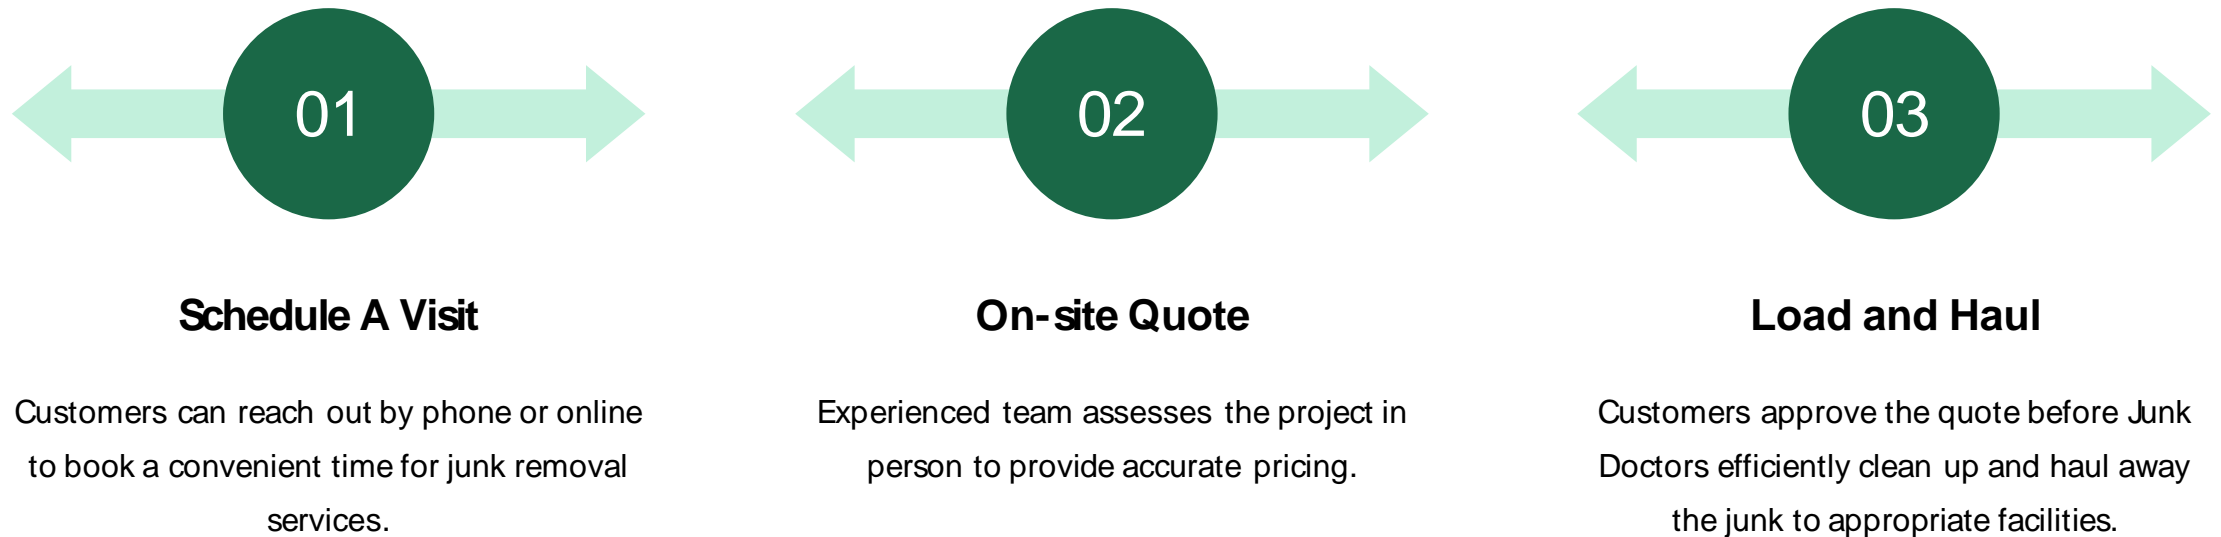 01
Schedule A Visit
Customers can reach out by phone or online
to book a convenient time for junk removal
services.
02
On-site Quote
Experienced team assesses the project in
person to provide accurate pricing.
03
Load and Haul
Customers approve the quote before Junk
Doctors efficiently clean up and haul away
the junk to appropriate facilities.